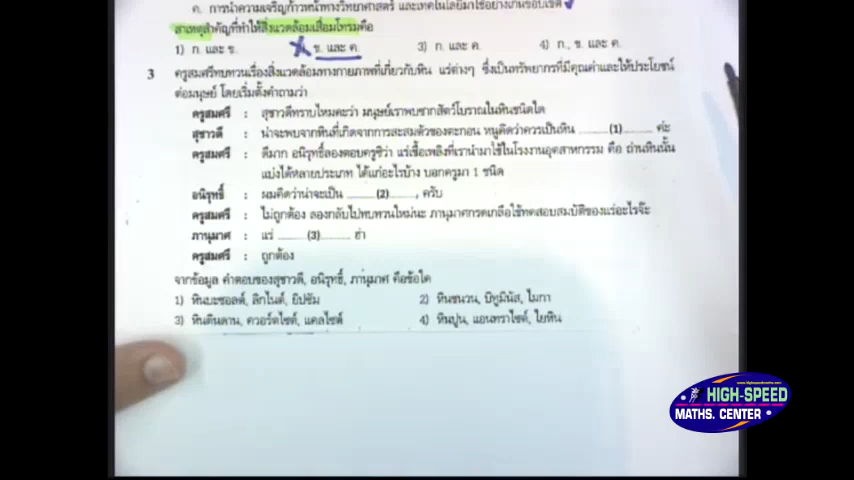 ค. การนำความเจริญก้าวหน้าทางวิทยาศาสตร์ และเทคโนโลยีมาใช้อย่างเกินขอบเขต
สาเหตุสำคัญที่ทำให้สิ่งแวดล้อมเสื่อมโทรมคือ
1) ก. และ ข. ข. และ ค. 3) ก. และ ค. 4) ก., ข. และ ค.
3 ครูสมศรีทบทวนเรื่องสิ่งแวดล้อมทางกายภาพที่เกี่ยวกับหิน แร่ต่างๆ ซึ่งเป็นทรัพยากรที่มีคุณค่าและให้ประโยชน์
ต่อมนุษย์ โดยเริ่มตั้งคำถามว่า
ครูสมศรี : สุชาวดีทราบไหมคะว่า มนุษย์เราพบซากสัตว์โบราณในหินชนิดใด
สุชาวดี : น่าจะพบจากหินที่เกิดจากการสะสมตัวของตะกอน หนูคิดว่าควรเป็นหิน ..........(1).......... ค่ะ
ครูสมศรี : ดีมาก อนิรุทธิ์ลองตอบครูซิว่า แร่เชื้อเพลิงที่เรานำมาใช้ในโรงงานอุตสาหกรรม คือ ถ่านหินนั้น
แบ่งได้หลายประเภท ได้แก่อะไรบ้าง บอกครูมา 1 ชนิด
อนิรุทธิ์ : ผมคิดว่าน่าจะเป็น ..........(2).........., ครับ
ครูสมศรี : ไม่ถูกต้อง ลองกลับไปทบทวนใหม่นะ ภานุมาศกรดเกลือใช้ทดสอบสมบัติของแร่อะไรจ๊ะ
ภานุมาศ : แร่ ..........(3).......... ฮ่า
ครูสมศรี : ถูกต้อง
จากข้อมูล คำตอบของสุชาวดี, อนิรุทธิ์, ภานุมาศ คือข้อใด
1) หินบะซอลต์, ลิกไนต์, ยิปซัม 2) หินชนวน, บิทูมินัส, ไมกา
3) หินดินดาน, ควอร์ตไซต์, แคลไซต์ 4) หินปูน, แอนทราไซต์, ใยหิน
www.highspeedmaths.com
HIGH-SPEED
MATHS. CENTER